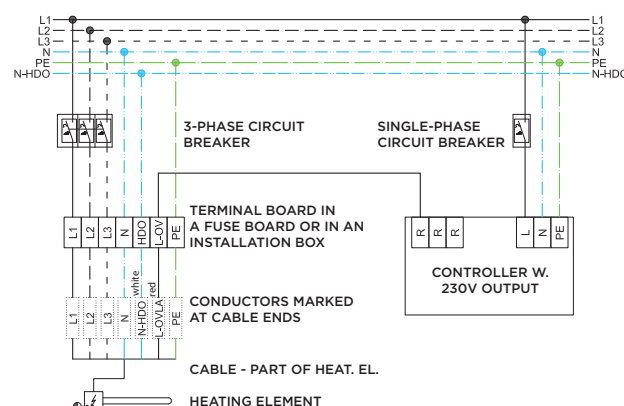 L1
L2
L3
N
PE
N-HDO
L1
L2
L3
N
PE
N-HDO
3-PHASE CIRCUIT
BREAKER
SINGLE-PHASE
CIRCUIT BREAKER
TERMINAL BOARD IN
A FUSE BOARD OR IN AN
INSTALLATION BOX
L1
L2
L3
N
HDO
L-OV
PE
R
R
R
L
N
PE
CONTROLLER W.
230V OUTPUT
white
red
CONDUCTORS MARKED
AT CABLE ENDS
L1
L2
L3
N
N-HDO
L-OVLA
PE
CABLE - PART OF HEAT. EL.
HEATING ELEMENT